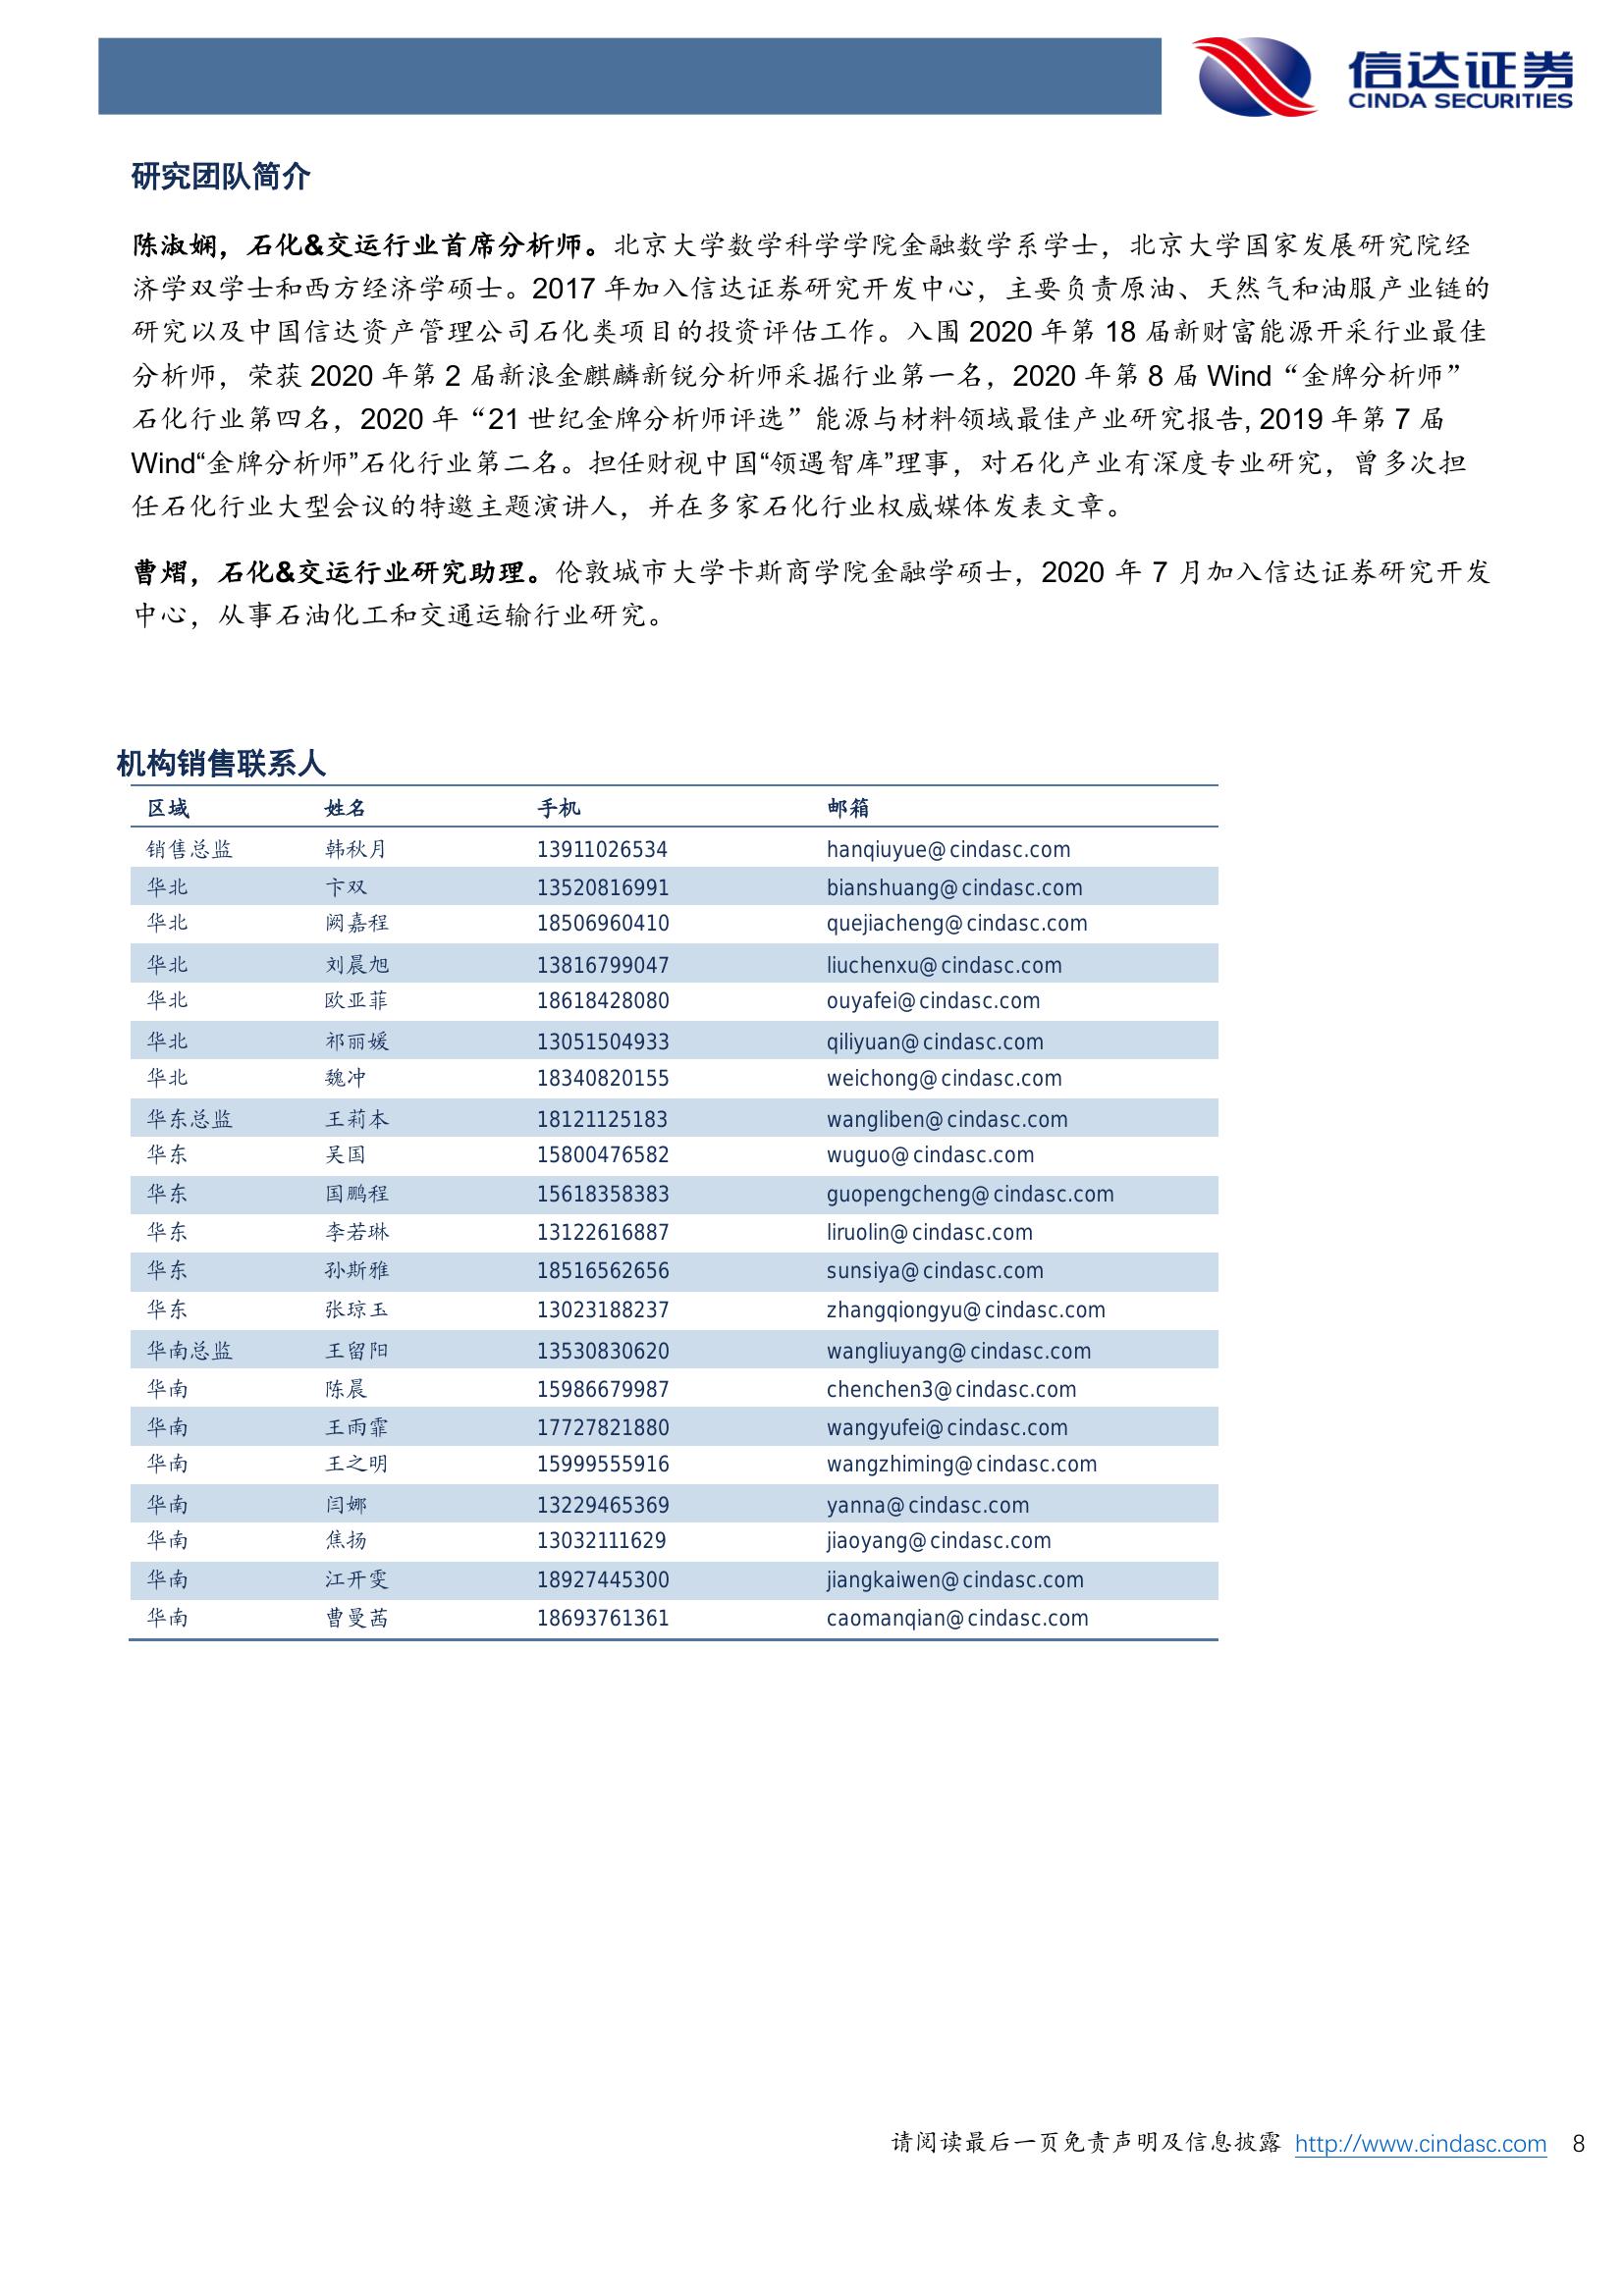 信达证券
CINDA SECURITIES
研究团队简介
陈淑娴，石化&交运行业首席分析师。北京大学数学科学学院金融数学系学士，北京大学国家发展研究院经
济学双学士和西方经济学硕士。2017 年加入信达证券研究开发中心，主要负责原油、天然气和油服产业链的
研究以及中国信达资产管理公司石化类项目的投资评估工作。入围 2020 年第 18 届新财富能源开采行业最佳
分析师，荣获 2020 年第 2 届新浪金麒麟新锐分析师采掘行业第一名，2020 年第 8 届 Wind“金牌分析师”
石化行业第四名，2020 年“21 世纪金牌分析师评选”能源与材料领域最佳产业研究报告, 2019 年第 7 届
Wind“金牌分析师”石化行业第二名。担任财视中国“领遇智库”理事，对石化产业有深度专业研究，曾多次担
任石化行业大型会议的特邀主题演讲人，并在多家石化行业权威媒体发表文章。
曹熠，石化&交运行业研究助理。伦敦城市大学卡斯商学院金融学硕士，2020 年 7 月加入信达证券研究开发
中心，从事石油化工和交通运输行业研究。
机构销售联系人
区域 姓名 手机 邮箱
销售总监 韩秋月 13911026534 hanqiuyue@cindasc.com
华北 卞双 13520816991 bianshuang@cindasc.com
华北 阙嘉程 18506960410 quejiacheng@cindasc.com
华北 刘晨旭 13816799047 liuchenxu@cindasc.com
华北 欧亚菲 18618428080 ouyafei@cindasc.com
华北 祁丽媛 13051504933 qiliyuan@cindasc.com
华北 魏冲 18340820155 weichong@cindasc.com
华东总监 王莉本 18121125183 wangliben@cindasc.com
华东 吴国 15800476582 wuguo@cindasc.com
华东 国鹏程 15618358383 guopengcheng@cindasc.com
华东 李若琳 13122616887 liruolin@cindasc.com
华东 孙斯雅 18516562656 sunsiya@cindasc.com
华东 张琼玉 13023188237 zhangqiongyu@cindasc.com
华南总监 王留阳 13530830620 wangliuyang@cindasc.com
华南 陈晨 15986679987 chenchen3@cindasc.com
华南 王雨霏 17727821880 wangyufei@cindasc.com
华南 王之明 15999555916 wangzhiming@cindasc.com
华南 闫娜 13229465369 yanna@cindasc.com
华南 焦扬 13032111629 jiaoyang@cindasc.com
华南 江开雯 18927445300 jiangkaiwen@cindasc.com
华南 曹曼茜 18693761361 caomanqian@cindasc.com
请阅读最后一页免责声明及信息披露 http://www.cindasc.com 8